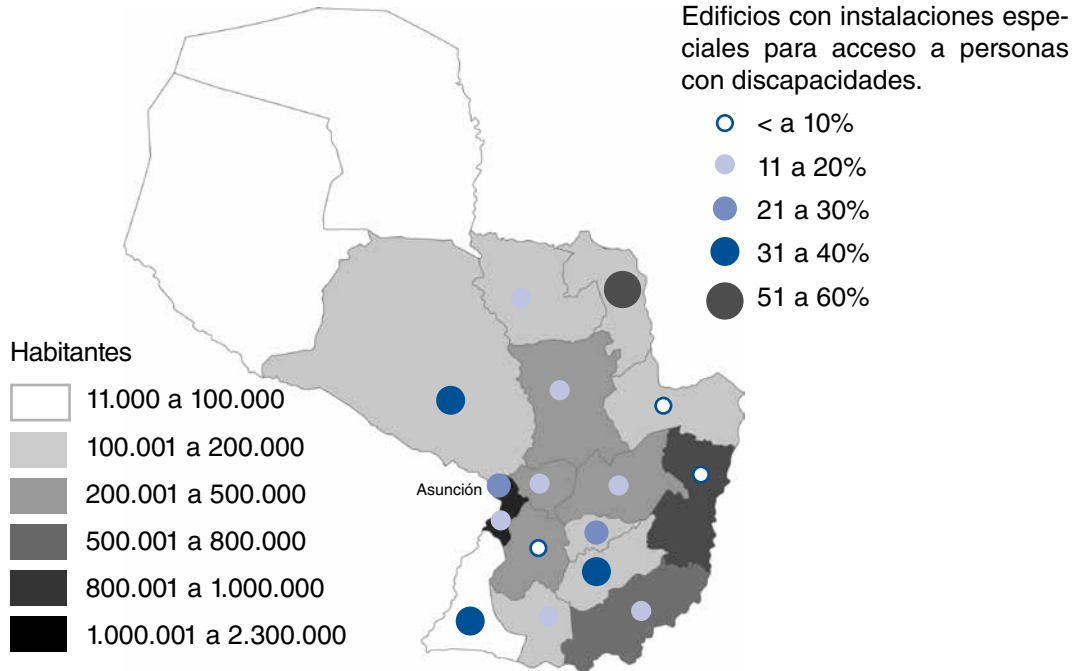 Edificios con instalaciones espe-
ciales para acceso a personas
con discapacidades.
< a 10%
11 a 20%
21 a 30%
31 a 40%
51 a 60%
Asunción
Habitantes
11.000 a 100.000
100.001 a 200.000
200.001 a 500.000
500.001 a 800.000
800.001 a 1.000.000
1.000.001 a 2.300.000